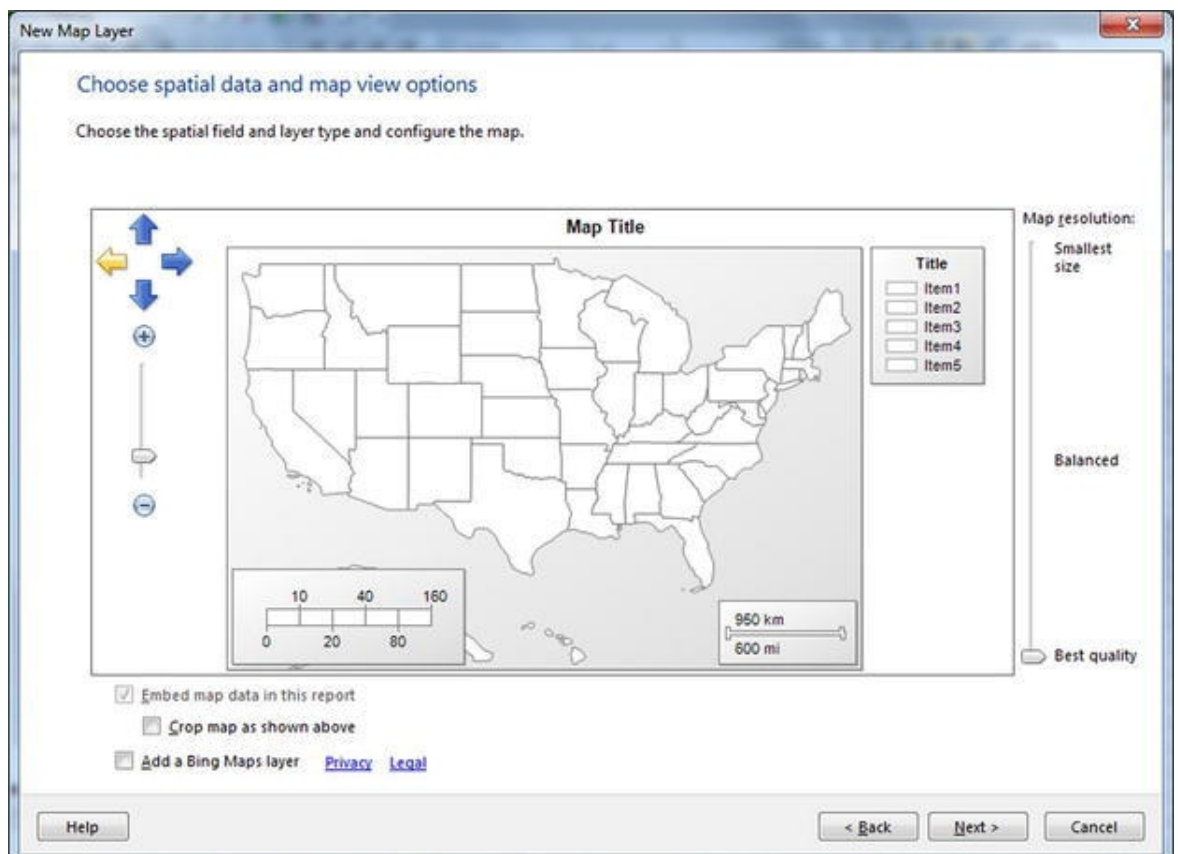 New Map Layer
Choose spatial data and map view options
Choose the spatial field and layer type and configure the map.
Map Title
Title
Item1
Item2
Item3
Item4
Item5
Map resolution:
Smallest
size
Balanced
Best quality
10 40 160
0 20 80
950 km
600 mi
Embed map data in this report
Crop map as shown above
Add a Bing Maps layer Privacy Legal
Help < Back Next > Cancel